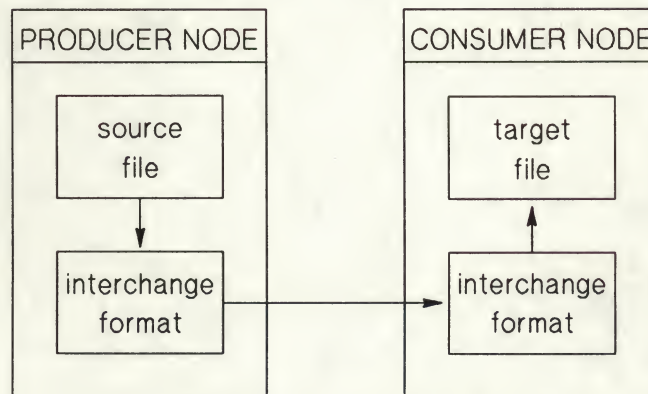 PRODUCER NODE
source
file
interchange
format
CONSUMER NODE
target
file
interchange
format